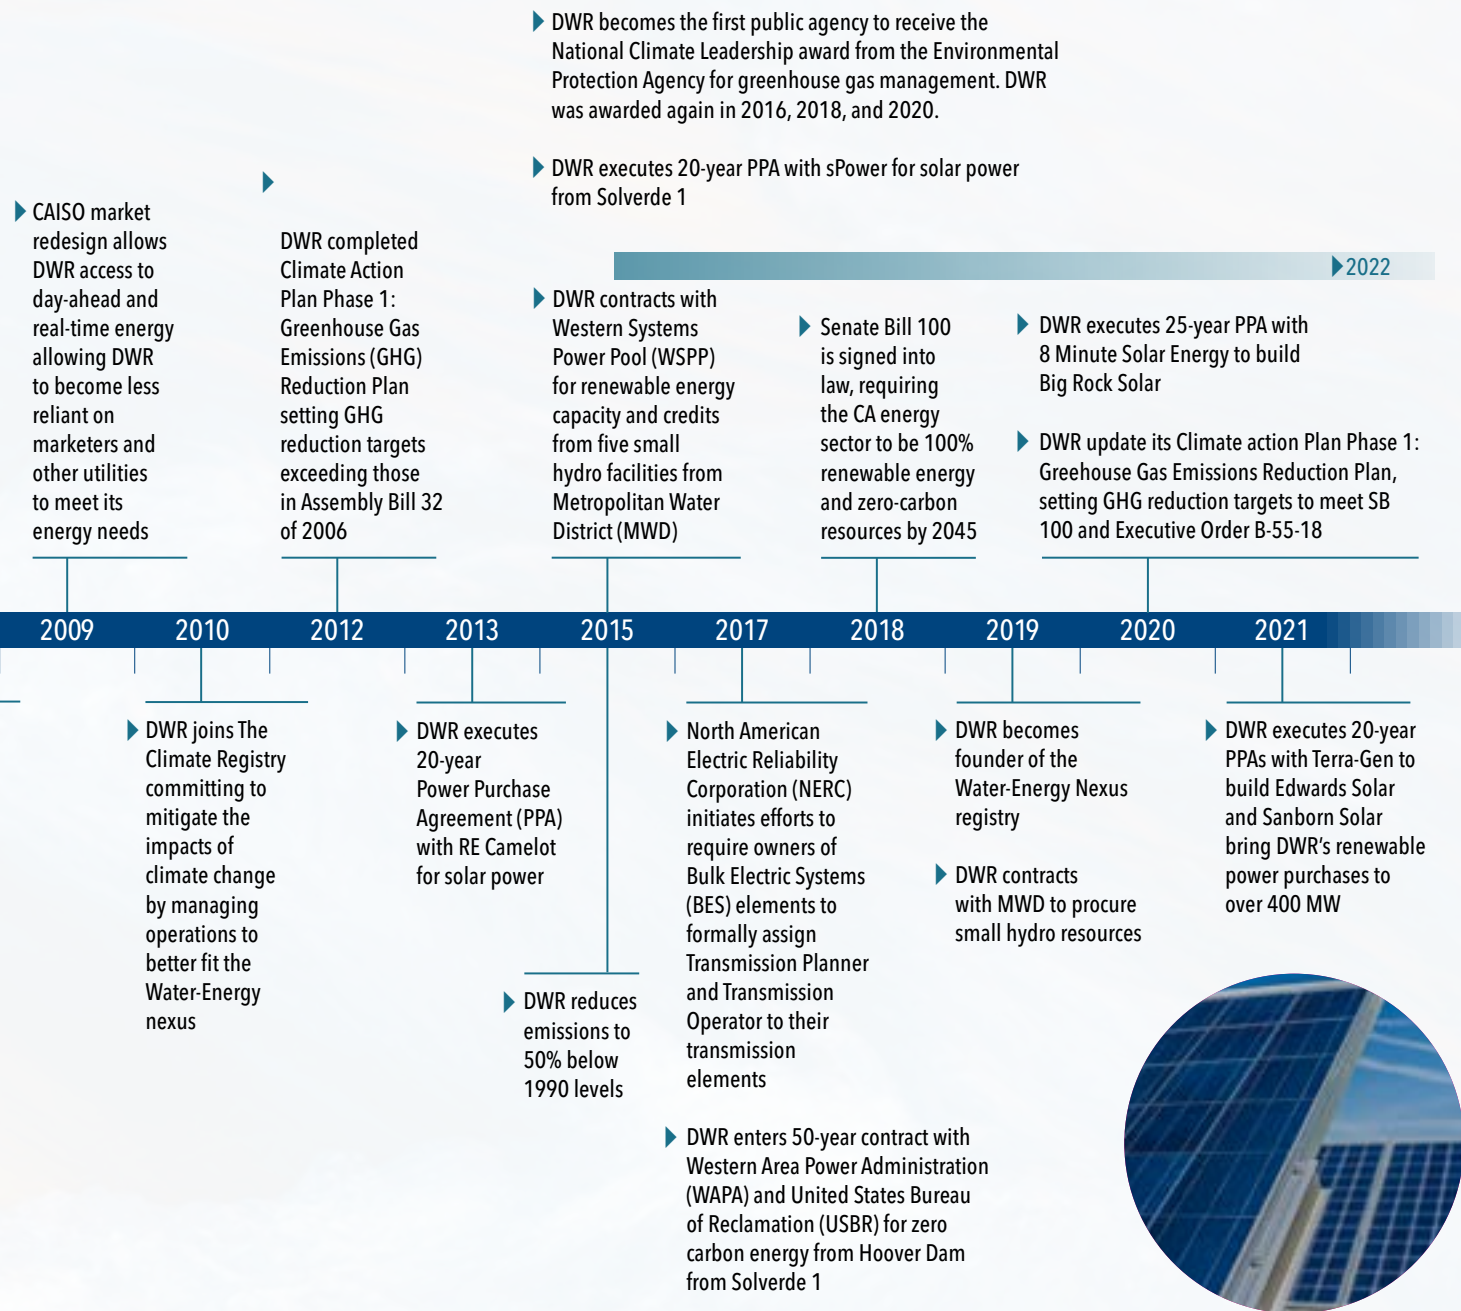 DWR becomes the first public agency to receive the
National Climate Leadership award from the Environmental
Protection Agency for greenhouse gas management. DWR
was awarded again in 2016, 2018, and 2020.
DWR executes 20-year PPA with sPower for solar power
from Solverde 1
2022
CAISO market
redesign allows
DWR access to
day-ahead and
real-time energy
allowing DWR
to become less
reliant on
marketers and
other utilities
to meet its
energy needs
DWR completed
Climate Action
Plan Phase 1:
Greenhouse Gas
Emissions (GHG)
Reduction Plan
setting GHG
reduction targets
exceeding those
in Assembly Bill 32
of 2006
DWR contracts with
Western Systems
Power Pool (WSPP)
for renewable energy
capacity and credits
from five small
hydro facilities from
Metropolitan Water
District (MWD)
Senate Bill 100
is signed into
law, requiring
the CA energy
sector to be 100%
renewable energy
and zero-carbon
resources by 2045
DWR executes 25-year PPA with
8 Minute Solar Energy to build
Big Rock Solar
DWR update its Climate action Plan Phase 1:
Greehouse Gas Emissions Reduction Plan,
setting GHG reduction targets to meet SB
100 and Executive Order B-55-18
2009 2010 2012 2013 2015 2017 2018 2019 2020 2021
DWR joins The
Climate Registry
committing to
mitigate the
impacts of
climate change
by managing
operations to
better fit the
Water-Energy
nexus
DWR executes
20-year
Power Purchase
Agreement (PPA)
with RE Camelot
for solar power
DWR reduces
emissions to
50% below
1990 levels
North American
Electric Reliability
Corporation (NERC)
initiates efforts to
require owners of
Bulk Electric Systems
(BES) elements to
formally assign
Transmission Planner
and Transmission
Operator to their
transmission
elements
DWR enters 50-year contract with
Western Area Power Administration
(WAPA) and United States Bureau
of Reclamation (USBR) for zero
carbon energy from Hoover Dam
from Solverde 1
DWR becomes
founder of the
Water-Energy Nexus
registry
DWR contracts
with MWD to procure
small hydro resources
DWR executes 20-year
PPAs with Terra-Gen to
build Edwards Solar
and Sanborn Solar
bring DWR's renewable
power purchases to
over 400 MW